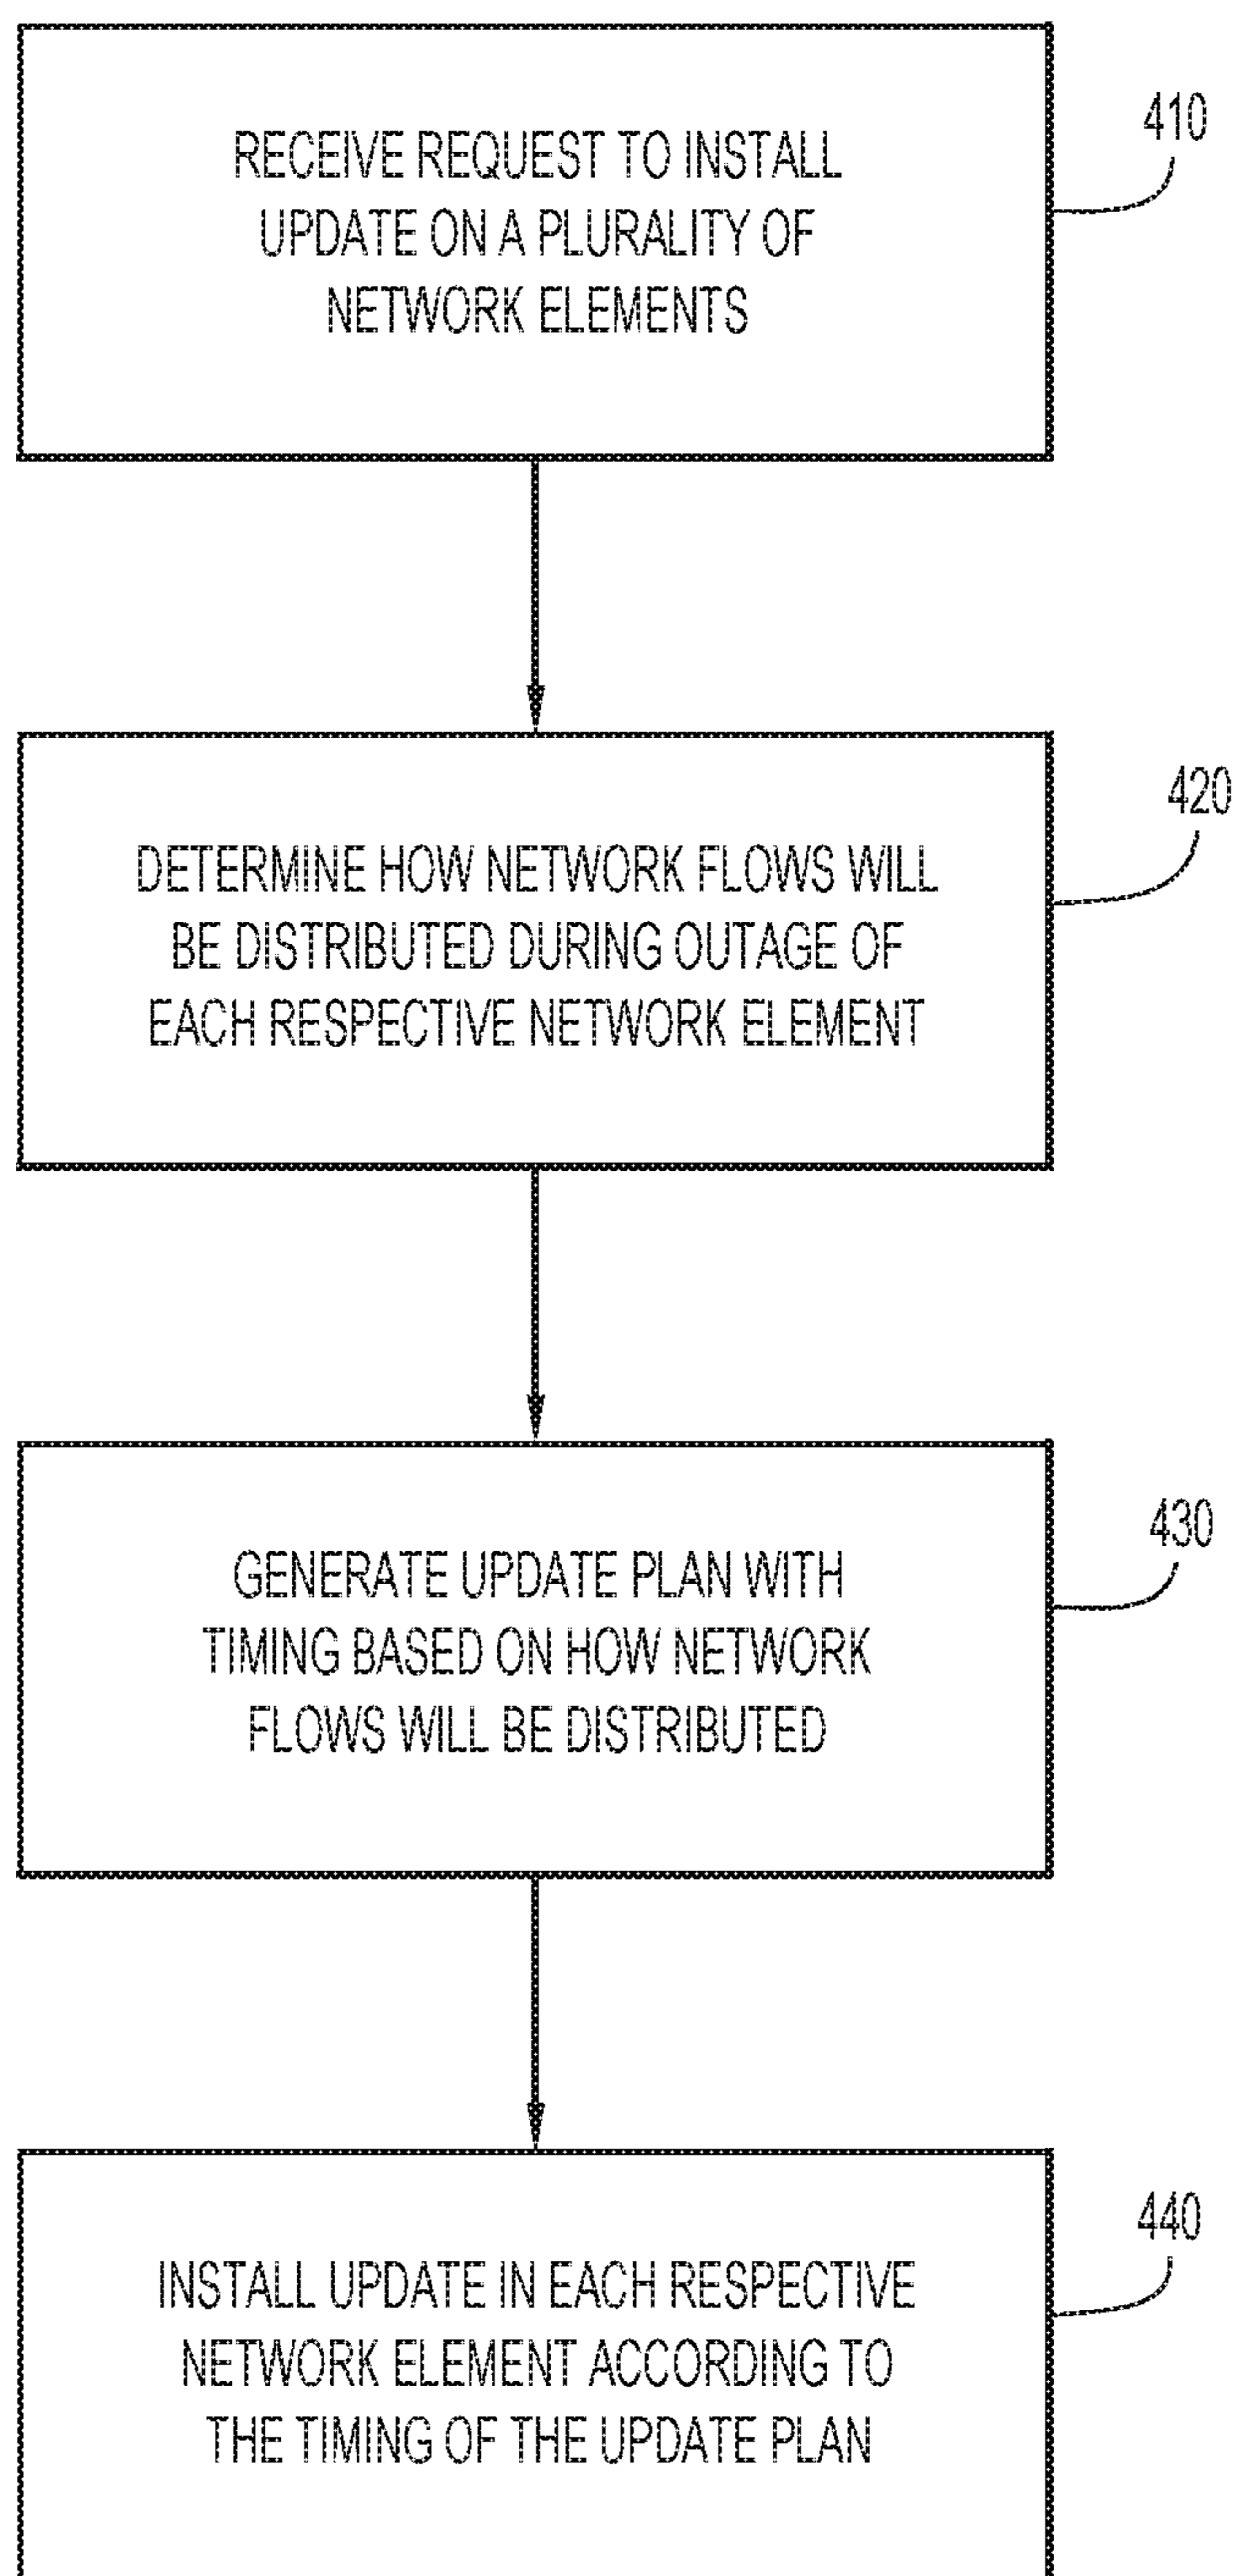 RECEIVE REQUEST TO INSTALL
UPDATE ON A PLURALITY OF
NETWORK ELEMENTS
410
DETERMINE HOW NETWORK FLOWS WILL
BE DISTRIBUTED DURING OUTAGE OF
EACH RESPECTIVE NETWORK ELEMENT
420
GENERATE UPDATE PLAN WITH
TIMING BASED ON HOW NETWORK
FLOWS WILL BE DISTRIBUTED
430
INSTALL UPDATE IN EACH RESPECTIVE
NETWORK ELEMENT ACCORDING TO
THE TIMING OF THE UPDATE PLAN
440